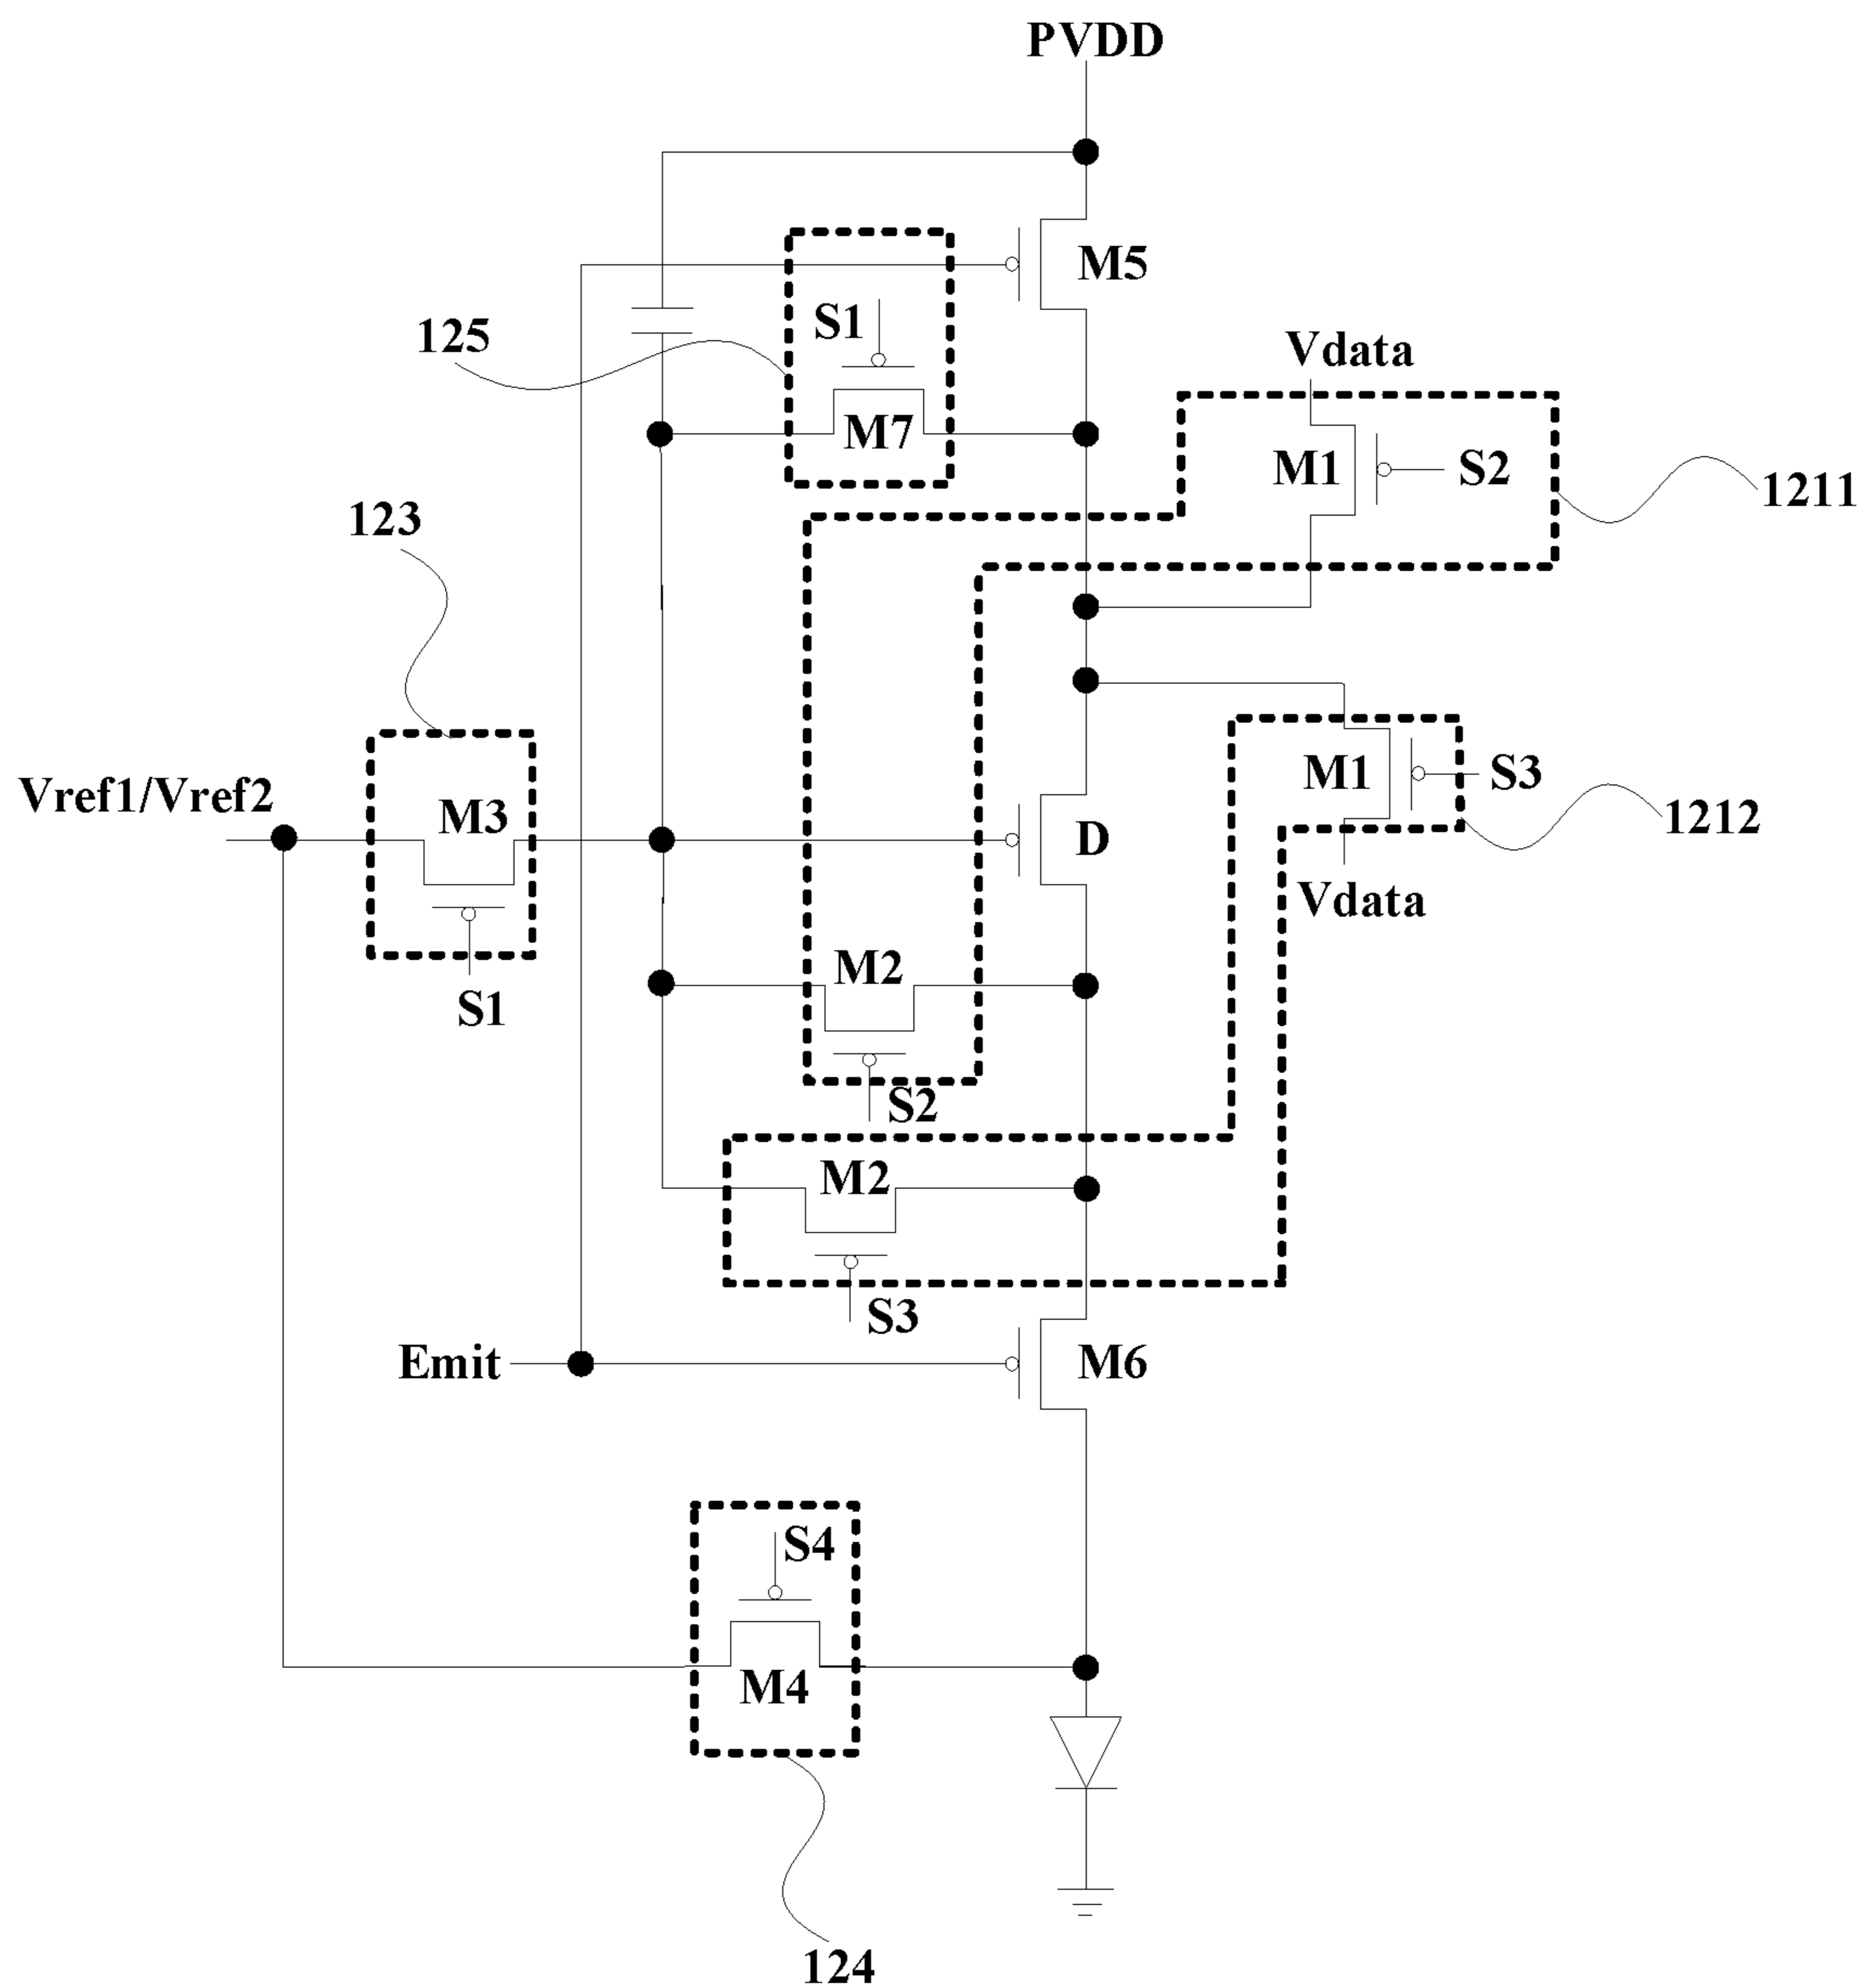 PVDD
M5
S1
125
Vdata
M7
M1
S2
1211
123
Vref1/Vref2
M3
M1
S3
1212
D
Vdata
M2
S1
S2
M2
S3
Emit
M6
S4
M4
124